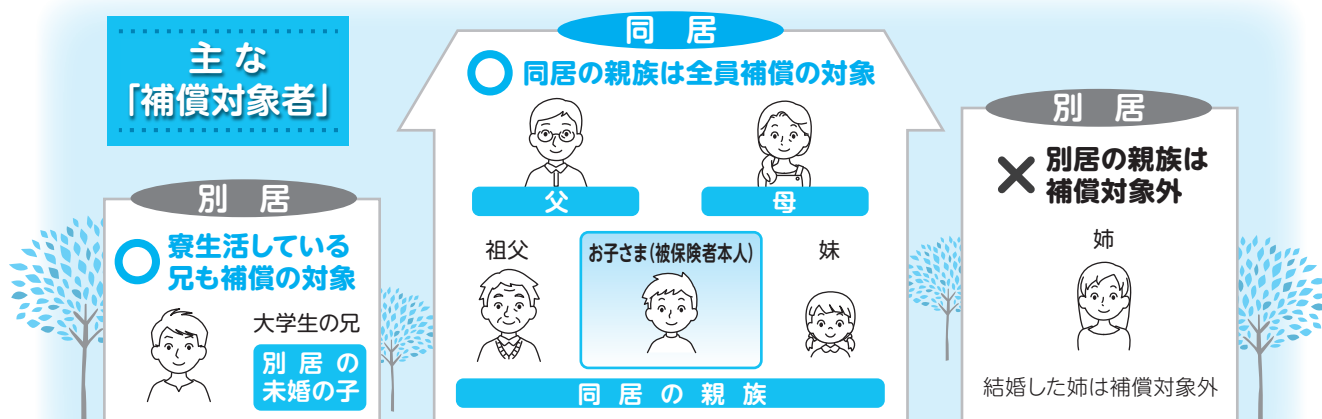 主な
「補償対象者」
別居
寮生活している
兄も補償の対象
大学生の兄
別居の
未婚の子
同居
同居の親族は全員補償の対象
父
母
祖父
お子さま(被保険者本人)
妹
同居の親族
別居
別居の親族は
補償対象外
姉
結婚した姉は補償対象外